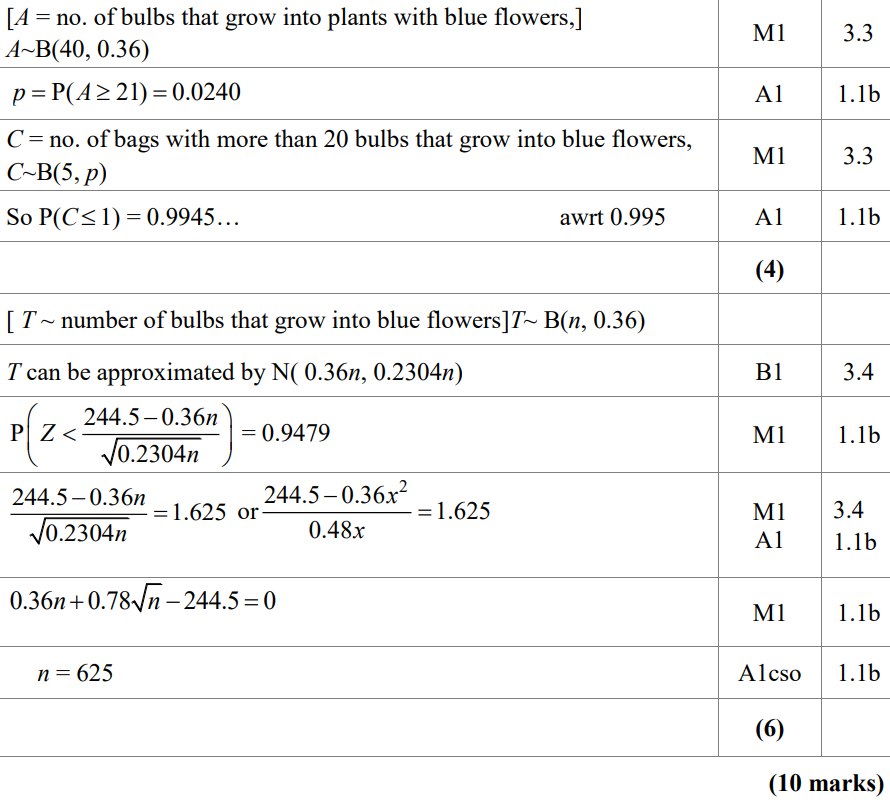 [A = no. of bulbs that grow into plants with blue flowers,]
A~B(40, 0.36) M1 3.3
p = P(A ≥ 21) = 0.0240 A1 1.1b
C = no. of bags with more than 20 bulbs that grow into blue flowers,
C~B(5, p) M1 3.3
So P(C ≤ 1) = 0.9945… awrt 0.995 A1 1.1b
(4)
[ T ~ number of bulbs that grow into blue flowers]T~ B(n, 0.36)
T can be approximated by N( 0.36n, 0.2304n) B1 3.4
P(Z < (244.5 − 0.36n)/√0.2304n) = 0.9479 M1 1.1b
(244.5 − 0.36n)/√0.2304n = 1.625 or (244.5 − 0.36x²)/0.48x = 1.625 M1 3.4
A1 1.1b
0.36n + 0.78√n − 244.5 = 0 M1 1.1b
n = 625 A1cso 1.1b
(6)
(10 marks)